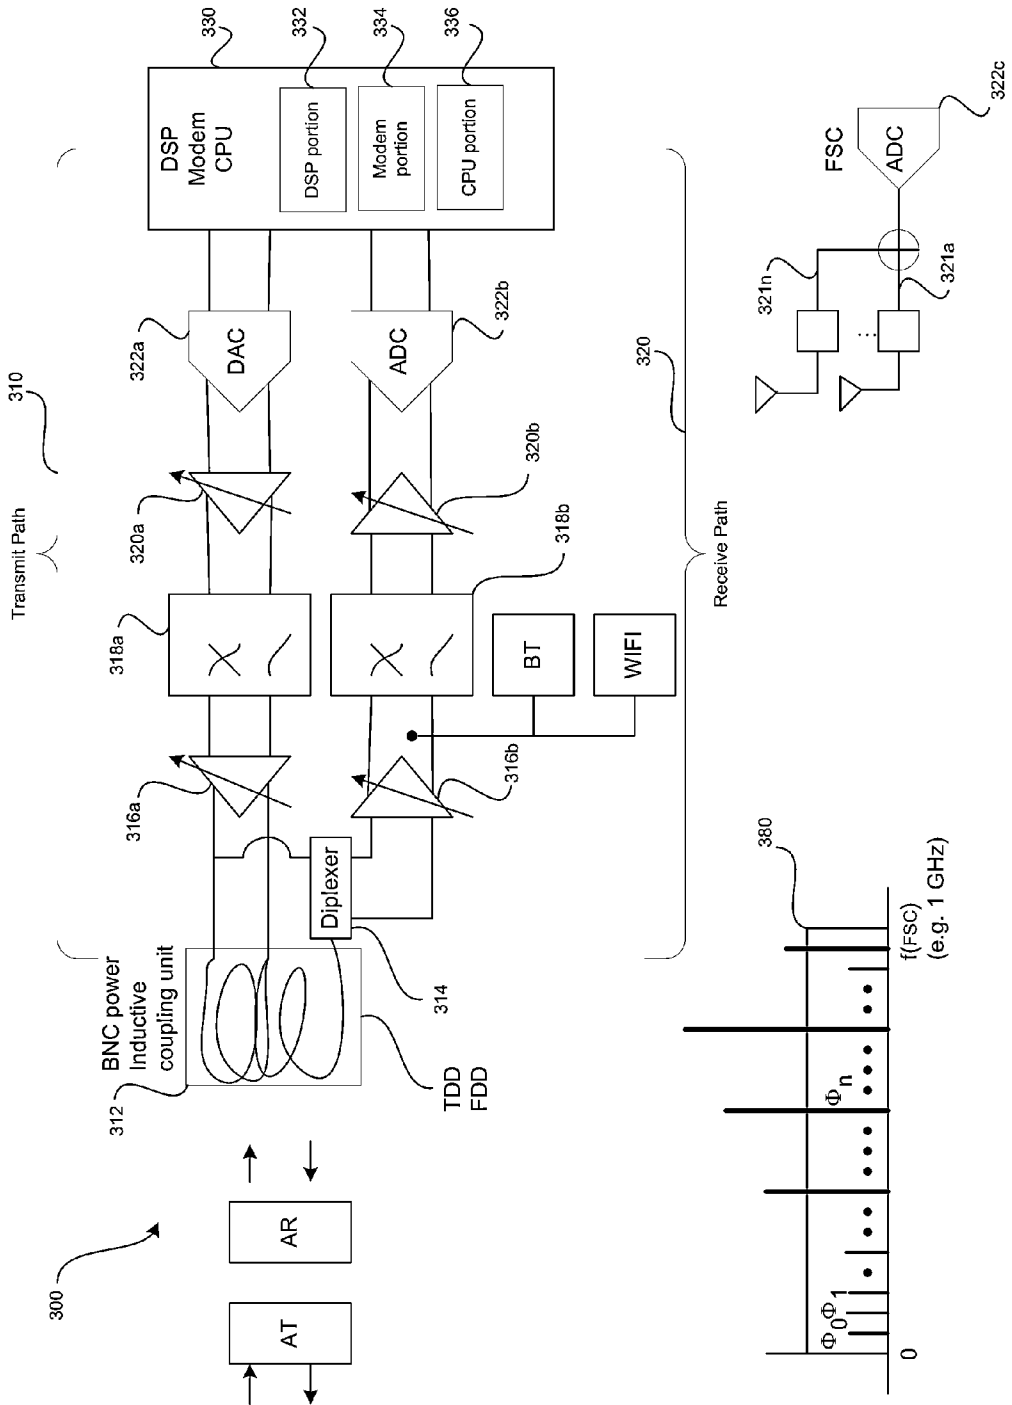 300
310
Transmit Path
AT
AR
312
BNC power
Inductive
coupling unit
TDD
FDD
314
Diplexer
316a
318a
320a
322a
DAC
330
DSP
Modem
CPU
332
DSP portion
334
Modem
portion
336
CPU portion
316b
318b
320b
ADC
322b
BT
WIFI
320
Receive Path
380
Φ0
Φ1
Φn
0
f(FSC)
(e.g. 1 GHz)
321n
321a
FSC
ADC
322c